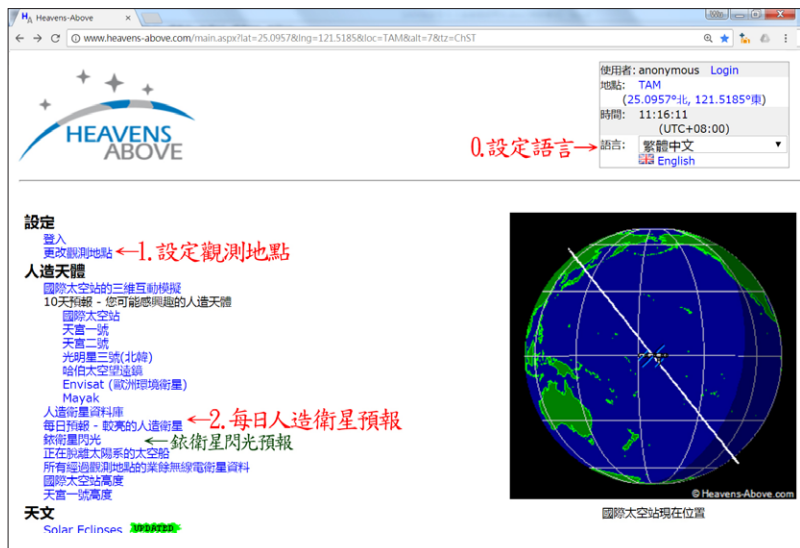 Heavens-Above
www.heavens-above.com/main.aspx?lat=25.0957&lng=121.5185&loc=TAM&alt=7&tz=ChST
HEAVENS
ABOVE
使用者: anonymous Login
地點: TAM
(25.0957°北, 121.5185°東)
時間: 11:16:11
(UTC+08:00)
0.設定語言→ 語言: 繁體中文
English
設定
登入
更改觀測地點 ←1.設定觀測地點
人造天體
國際太空站的三維互動模擬
10天預報 - 您可能感興趣的人造天體
國際太空站
天宮一號
天宮二號
光明星三號(北韓)
哈伯太空望遠鏡
Envisat (歐洲環境衛星)
Mayak
人造衛星資料庫
每日預報 - 較亮的人造衛星 ←2.每日人造衛星預報
銥衛星閃光 ←銥衛星閃光預報
正在脫離太陽系的太空船
所有經過觀測地點的業餘無線電衛星資料
國際太空站高度
天宮一號高度
天文
Solar Eclipses UPDATED
© Heavens-Above.com
國際太空站現在位置